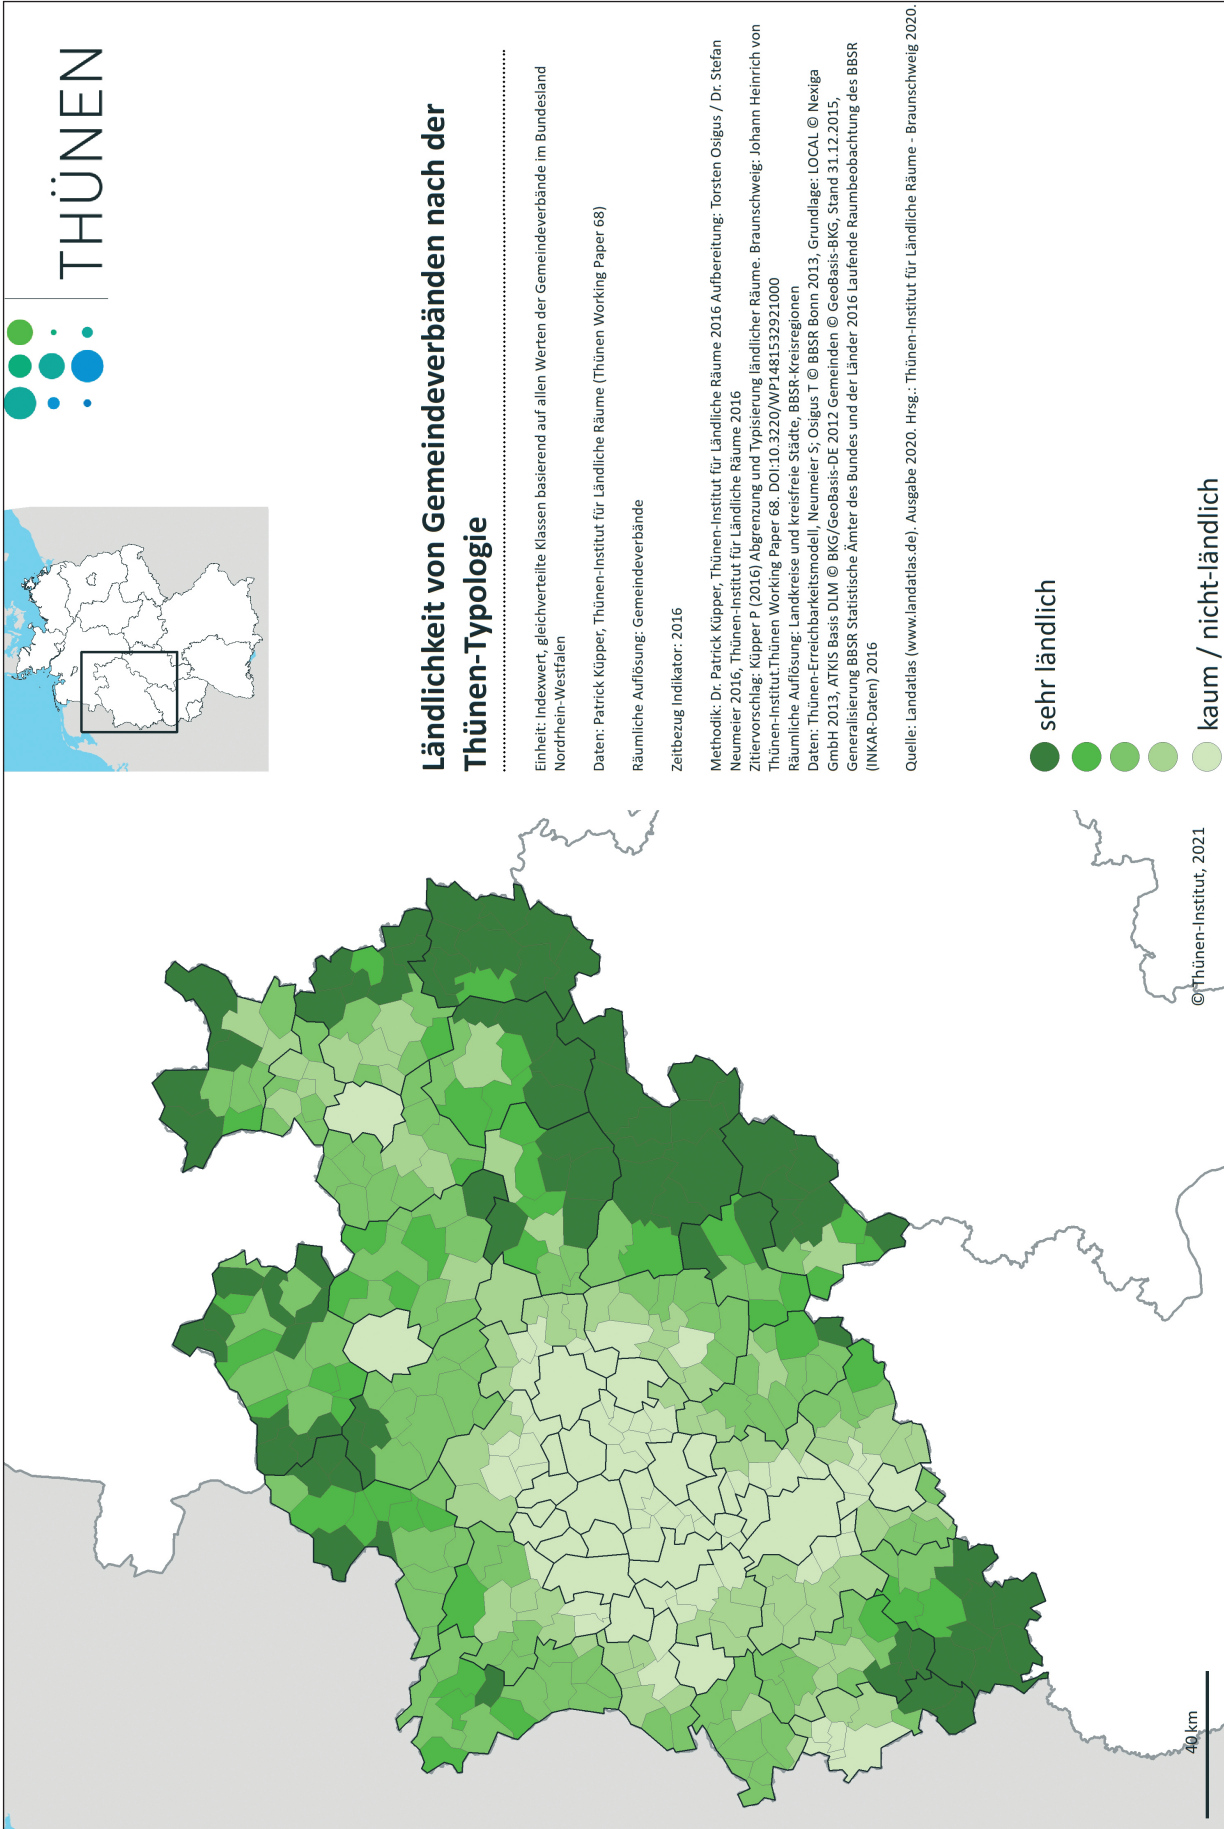 THÜNEN
Ländlichkeit von Gemeindeverbänden nach der
Thünen-Typologie
Einheit: Indexwert, gleichverteilte Klassen basierend auf allen Werten der Gemeindeverbände im Bundesland
Nordrhein-Westfalen
Daten: Patrick Küpper, Thünen-Institut für Ländliche Räume (Thünen Working Paper 68)
Räumliche Auflösung: Gemeindeverbände
Zeitbezug Indikator: 2016
Methodik: Dr. Patrick Küpper, Thünen-Institut für Ländliche Räume 2016 Aufbereitung: Torsten Osigus / Dr. Stefan
Neumeier 2016, Thünen-Institut für Ländliche Räume 2016
Zitiervorschlag: Küpper P (2016) Abgrenzung und Typisierung ländlicher Räume. Braunschweig: Johann Heinrich von
Thünen-Institut.Thünen Working Paper 68. DOI:10.3220/WP1481532921000
Räumliche Auflösung: Landkreise und kreisfreie Städte, BBSR-Kreisregionen
Daten: Thünen-Erreichbarkeitsmodell, Neumeier S; Osigus T © BBSR Bonn 2013, Grundlage: LOCAL © Nexiga
GmbH 2013, ATKIS Basis DLM © BKG/GeoBasis-DE 2012 Gemeinden © GeoBasis-BKG, Stand 31.12.2015,
Generalisierung BBSR Statistische Ämter des Bundes und der Länder 2016 Laufende Raumbeobachtung des BBSR
(INKAR-Daten) 2016
Quelle: Landatlas (www.landatlas.de). Ausgabe 2020. Hrsg.: Thünen-Institut für Ländliche Räume - Braunschweig 2020.
sehr ländlich
kaum / nicht-ländlich
© Thünen-Institut, 2021
40 km